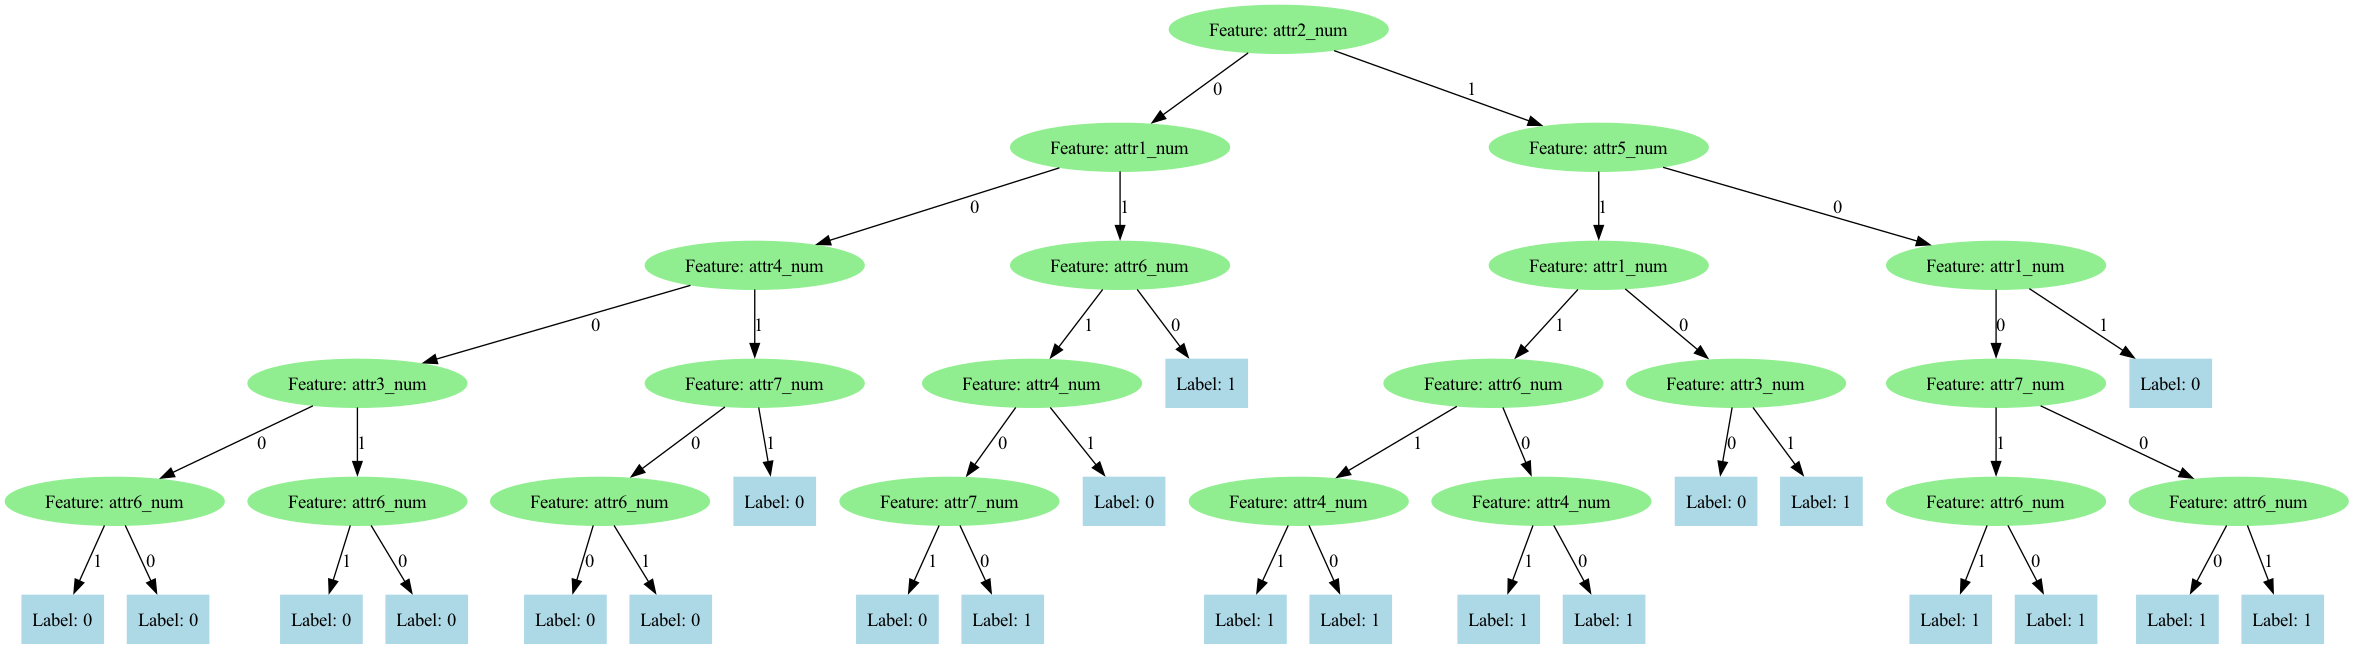 Feature: attr2_num
0
1
Feature: attr1_num
Feature: attr5_num
0
1
1
0
Feature: attr4_num
Feature: attr6_num
Feature: attr1_num
Feature: attr1_num
0
1
1
0
1
0
0
1
Feature: attr3_num
Feature: attr7_num
Feature: attr4_num
Label: 1
Feature: attr6_num
Feature: attr3_num
Feature: attr7_num
Label: 0
0
1
0
1
0
1
1
0
0
1
1
0
Feature: attr6_num
Feature: attr6_num
Feature: attr6_num
Label: 0
Feature: attr7_num
Label: 0
Feature: attr4_num
Feature: attr4_num
Label: 0
Label: 1
Feature: attr6_num
Feature: attr6_num
1
0
1
0
0
1
1
0
1
0
1
0
1
0
0
1
Label: 0
Label: 0
Label: 0
Label: 0
Label: 0
Label: 0
Label: 0
Label: 1
Label: 1
Label: 1
Label: 1
Label: 1
Label: 1
Label: 1
Label: 1
Label: 1